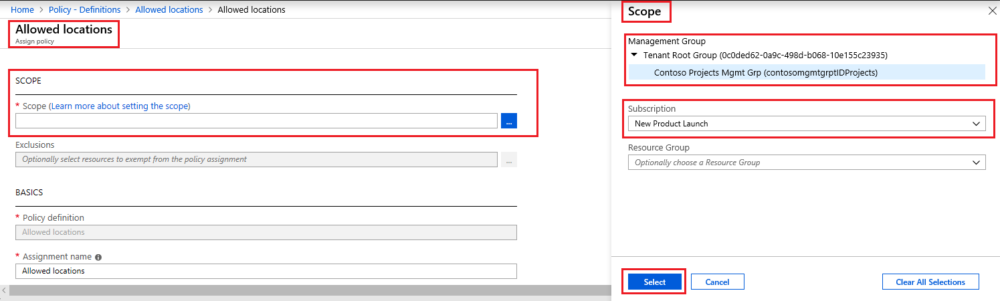 Home > Policy - Definitions > Allowed locations > Allowed locations
Allowed locations
Assign policy
SCOPE
* Scope (Learn more about setting the scope)
...
Exclusions
Optionally select resources to exempt from the policy assignment
...
BASICS
* Policy definition
Allowed locations
* Assignment name
Allowed locations
Scope
Management Group
Tenant Root Group (0c0ded62-0a9c-498d-b068-10e155c23935)
Contoso Projects Mgmt Grp (contosomgmtgrptIDProjects)
Subscription
New Product Launch
Resource Group
Optionally choose a Resource Group
Select Cancel Clear All Selections